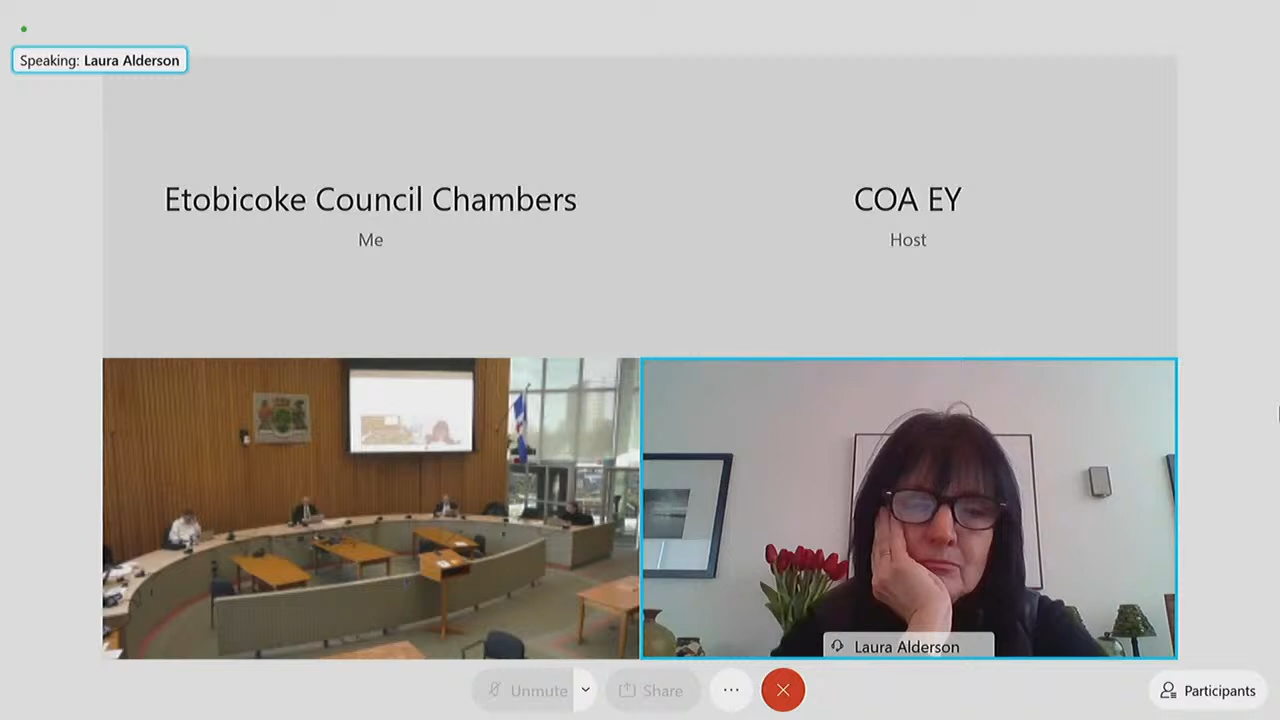 Speaking: Laura Alderson
Etobicoke Council Chambers
Me
COA EY
Host
Laura Alderson
Unmute
Share
Participants